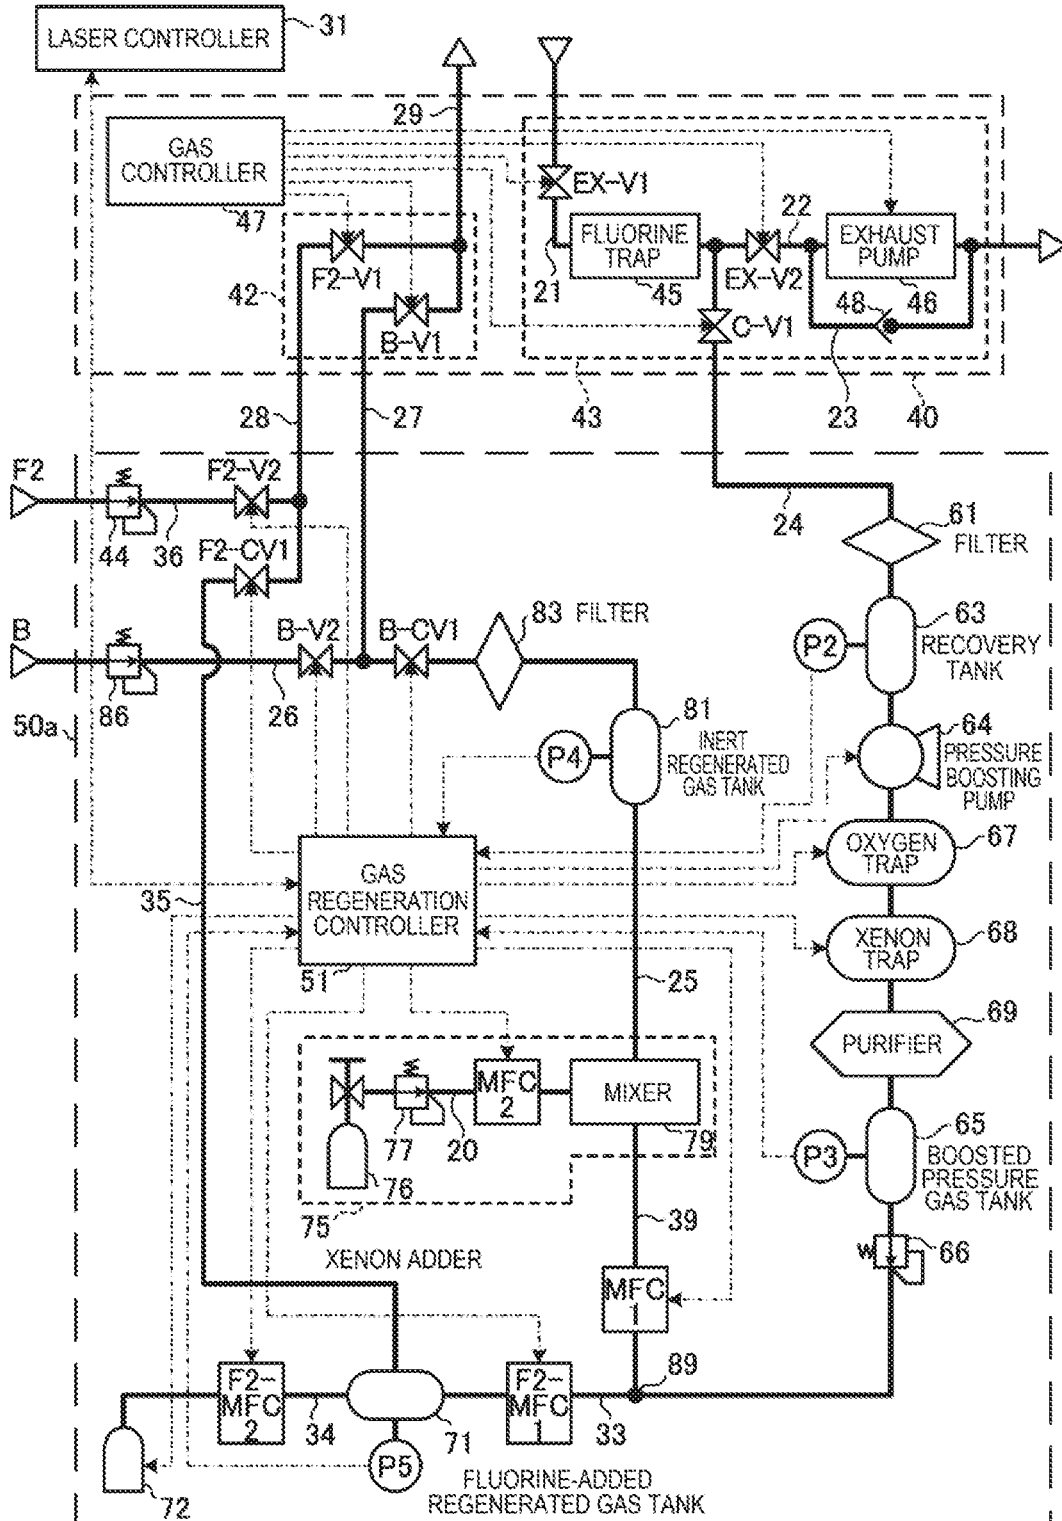 LASER CONTROLLER
31
29
GAS
CONTROLLER
47
EX-V1
FLUORINE
TRAP
45
21
22
EX-V2
EXHAUST
PUMP
46
48
23
C-V1
42
F2-V1
B-V1
43
40
28
27
F2
44
36
F2-V2
F2-CV1
24
61
FILTER
B
86
26
B-V2
B-CV1
83 FILTER
P2
63
RECOVERY
TANK
50a
P4
81
INERT
REGENERATED
GAS TANK
64
PRESSURE
BOOSTING
PUMP
OXYGEN
TRAP
67
35
GAS
REGENERATION
CONTROLLER
51
XENON
TRAP
68
25
PURIFIER
69
77
20
MFC
2
MIXER
79
76
75
P3
65
BOOSTED
PRESSURE
GAS TANK
39
XENON ADDER
66
MFC
1
F2-
MFC
2
34
71
P5
F2-
MFC
1
33
89
72
FLUORINE-ADDED
REGENERATED GAS TANK